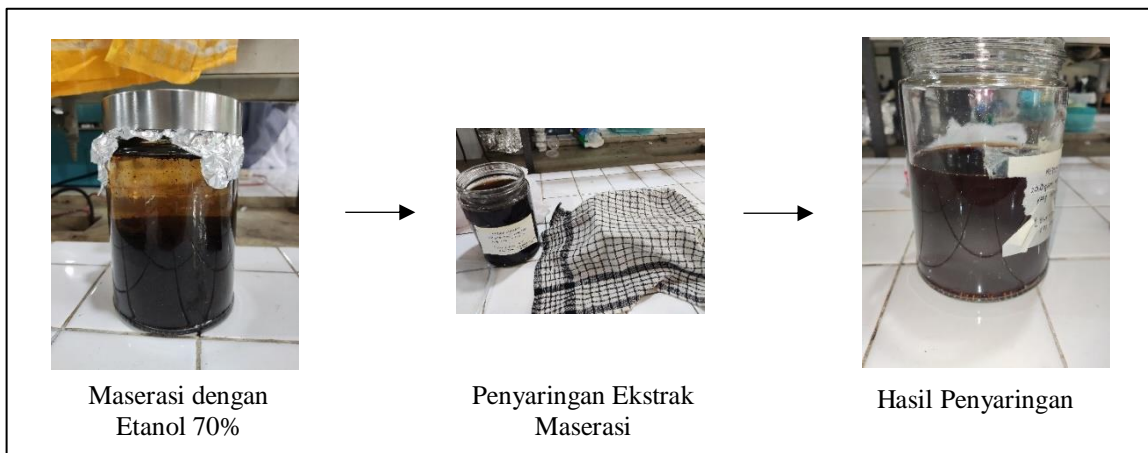 Maserasi dengan
Etanol 70%
Penyaringan Ekstrak
Maserasi
Hasil Penyaringan